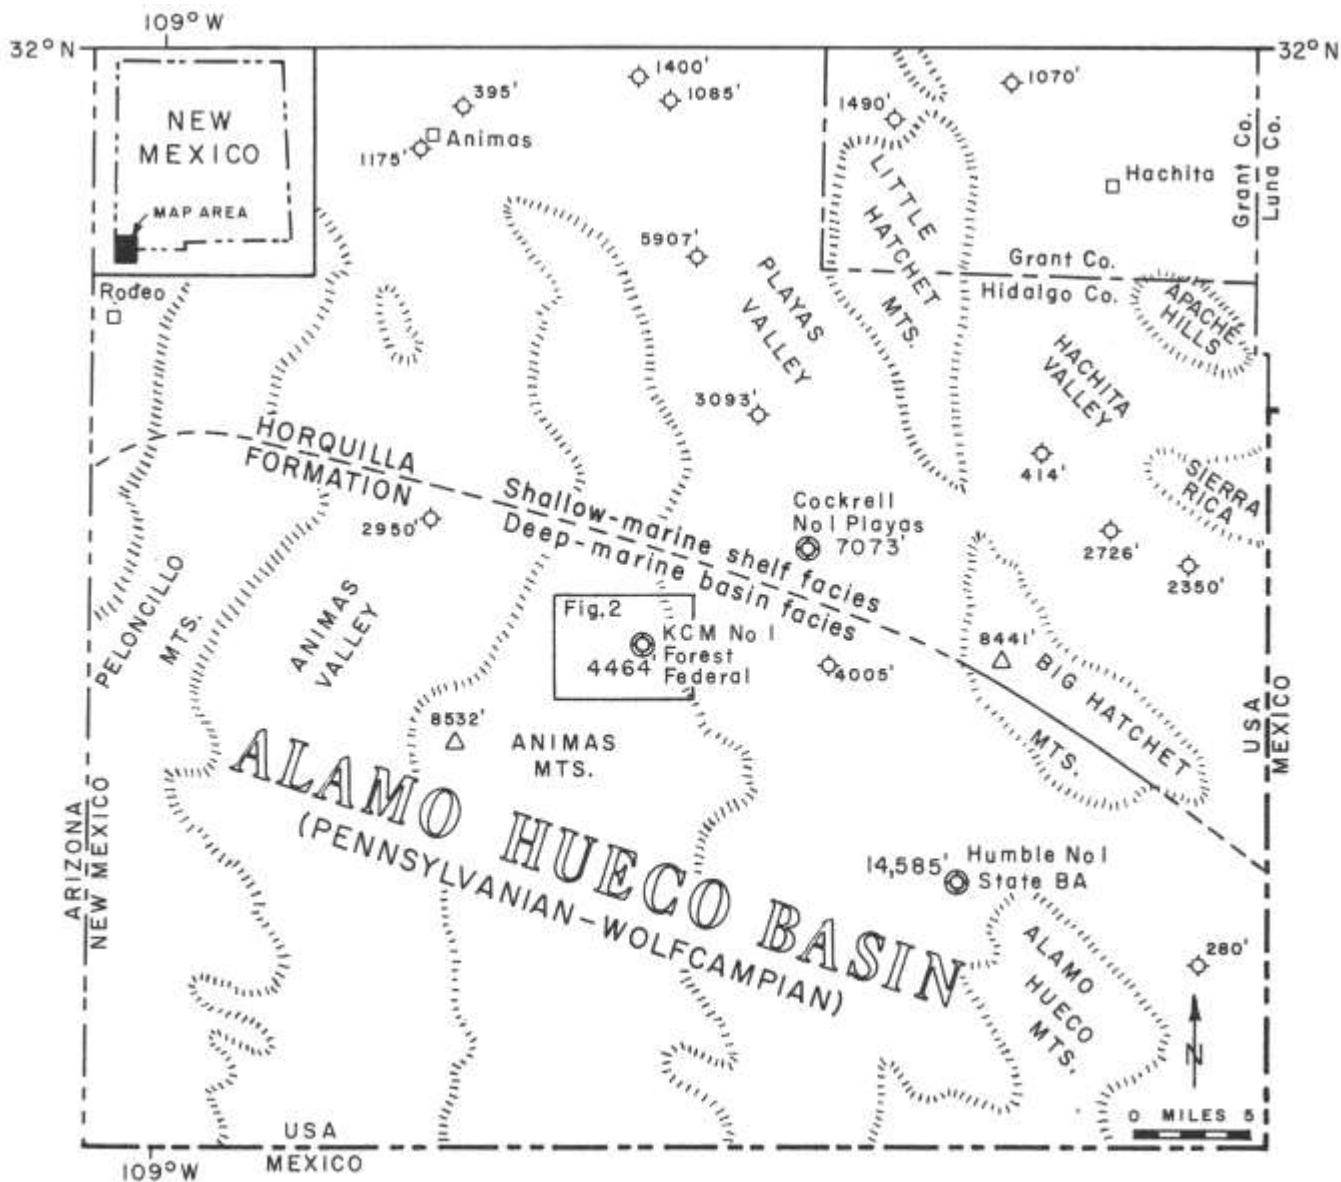 109° W
32° N
32° N
NEW
MEXICO
MAP AREA
395'
1400'
1085'
1070'
1490'
1175'
Animas
Hachita
Grant Co.
Luna Co.
LITTLE
HATCHET
MTS.
5907'
PLAYAS
VALLEY
Grant Co.
Hidalgo Co.
APACHE
HILLS
Rodeo
HACHITA
VALLEY
3093'
HORQUILLA
FORMATION
414'
SIERRA
RICA
Shallow-marine shelf facies
Deep-marine basin facies
Cockrell
No 1 Playas
7073'
2950'
2726'
2350'
PELONCILLO
MTS.
ANIMAS
VALLEY
Fig. 2
KCM No 1
Forest
Federal
4464'
4005'
8441'
BIG HATCHET
MTS.
USA
MEXICO
8532'
ANIMAS
MTS.
ALAMO HUECO BASIN
(PENNSYLVANIAN-WOLFCAMPIAN)
ARIZONA
NEW MEXICO
14,585'
Humble No 1
State BA
ALAMO
HUECO
MTS.
280'
N
0 MILES 5
USA
MEXICO
109° W